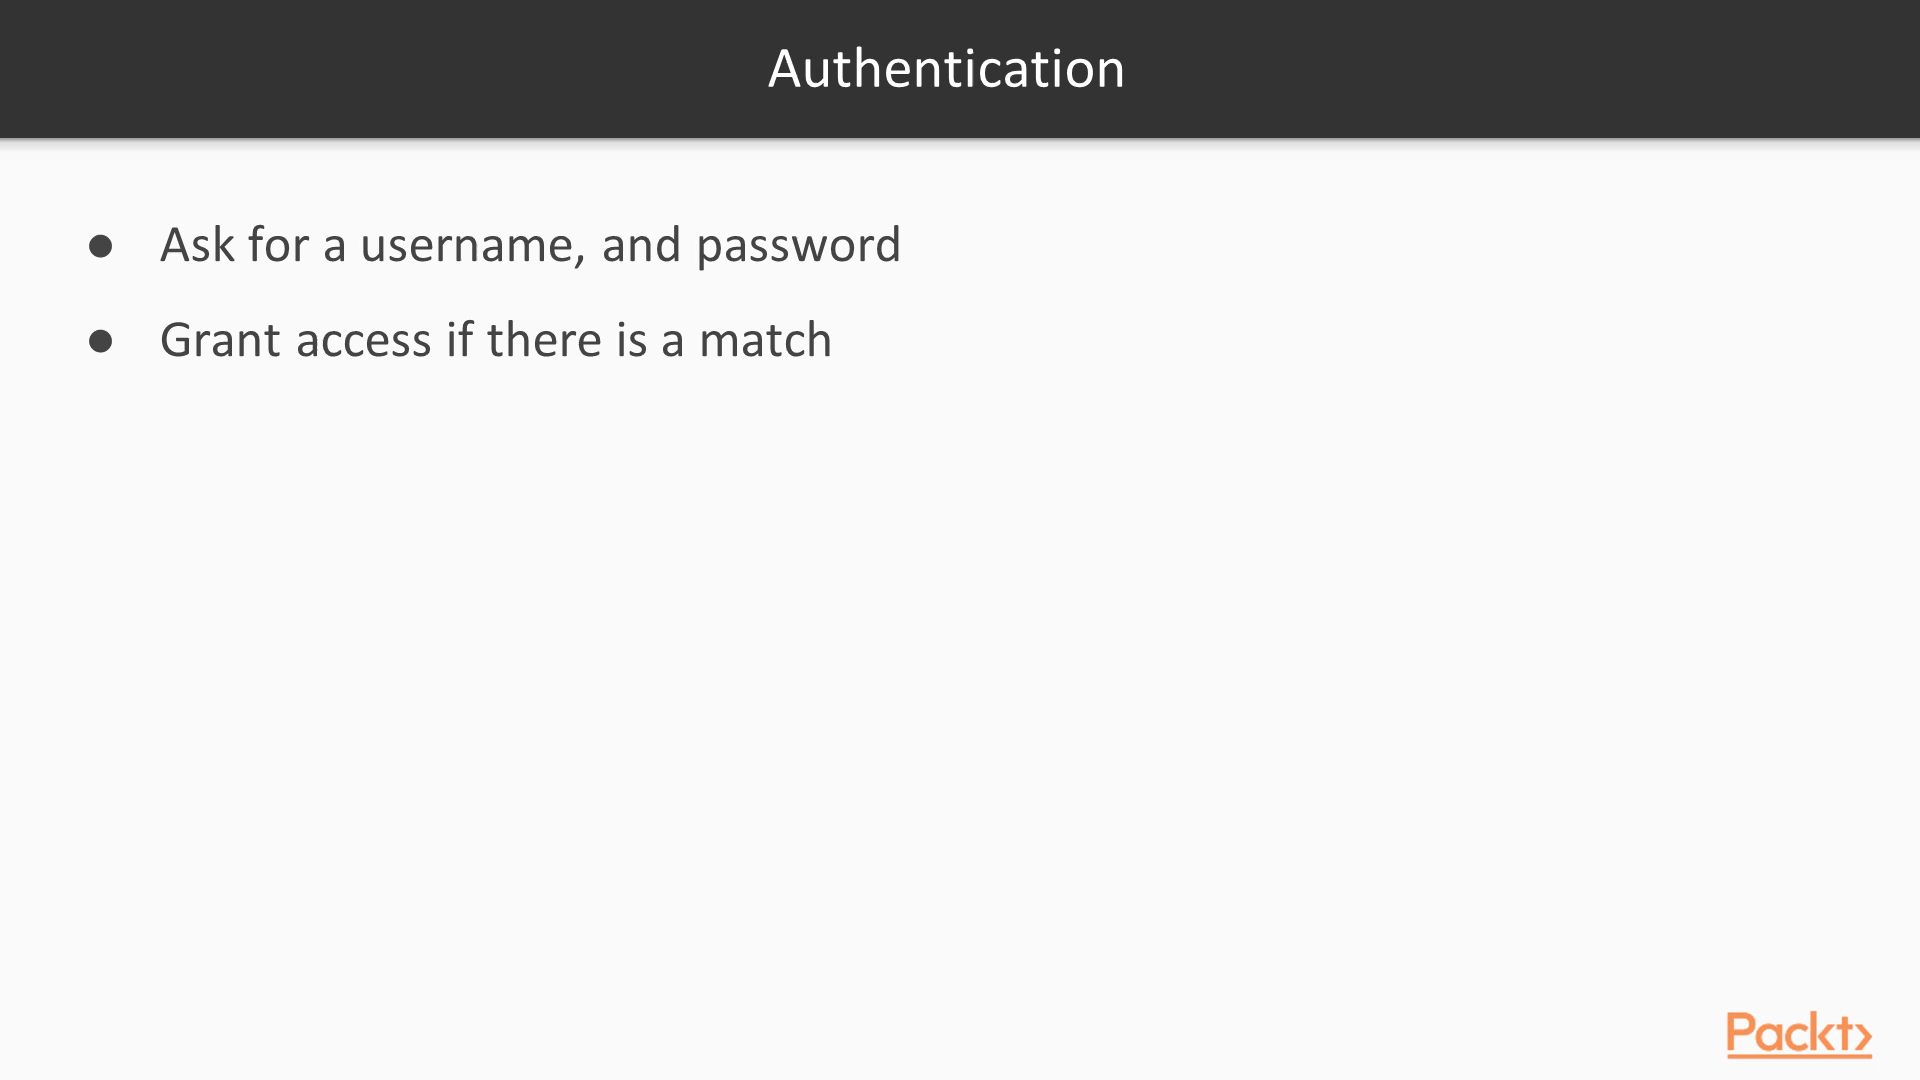 Authentication
● Ask for a username, and password
● Grant access if there is a match
Packt>